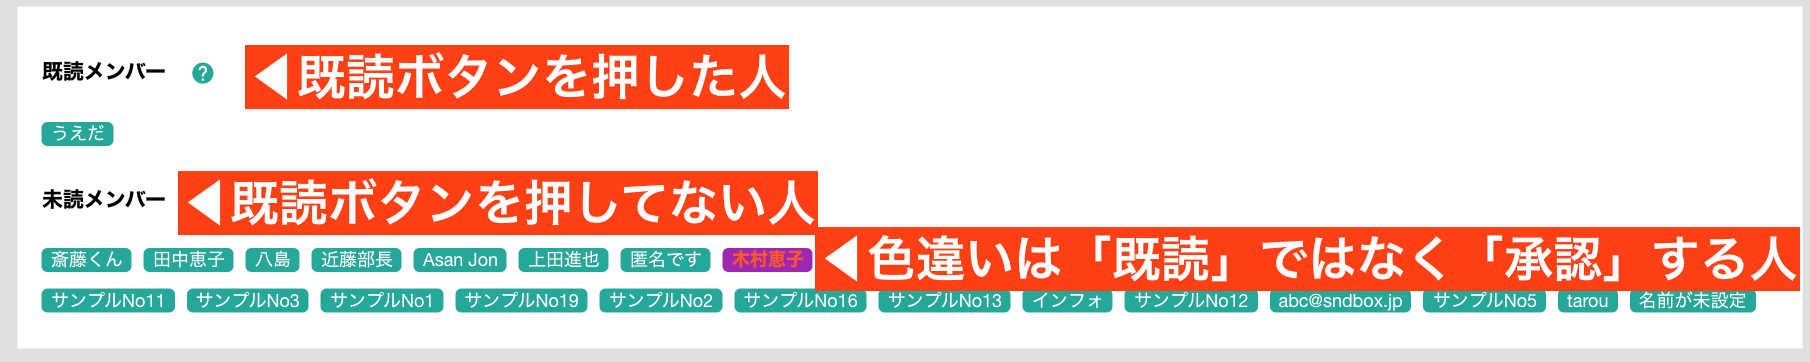 既読メンバー ? ◀既読ボタンを押した人
うえだ
未読メンバー ◀既読ボタンを押してない人
斎藤くん 田中恵子 八島 近藤部長 Asan Jon 上田進也 匿名です 木村恵子 ◀色違いは「既読」ではなく「承認」する人
サンプルNo11 サンプルNo3 サンプルNo1 サンプルNo19 サンプルNo2 サンプルNo16 サンプルNo13 インフォ サンプルNo12 abc@sndbox.jp サンプルNo5 tarou 名前が未設定